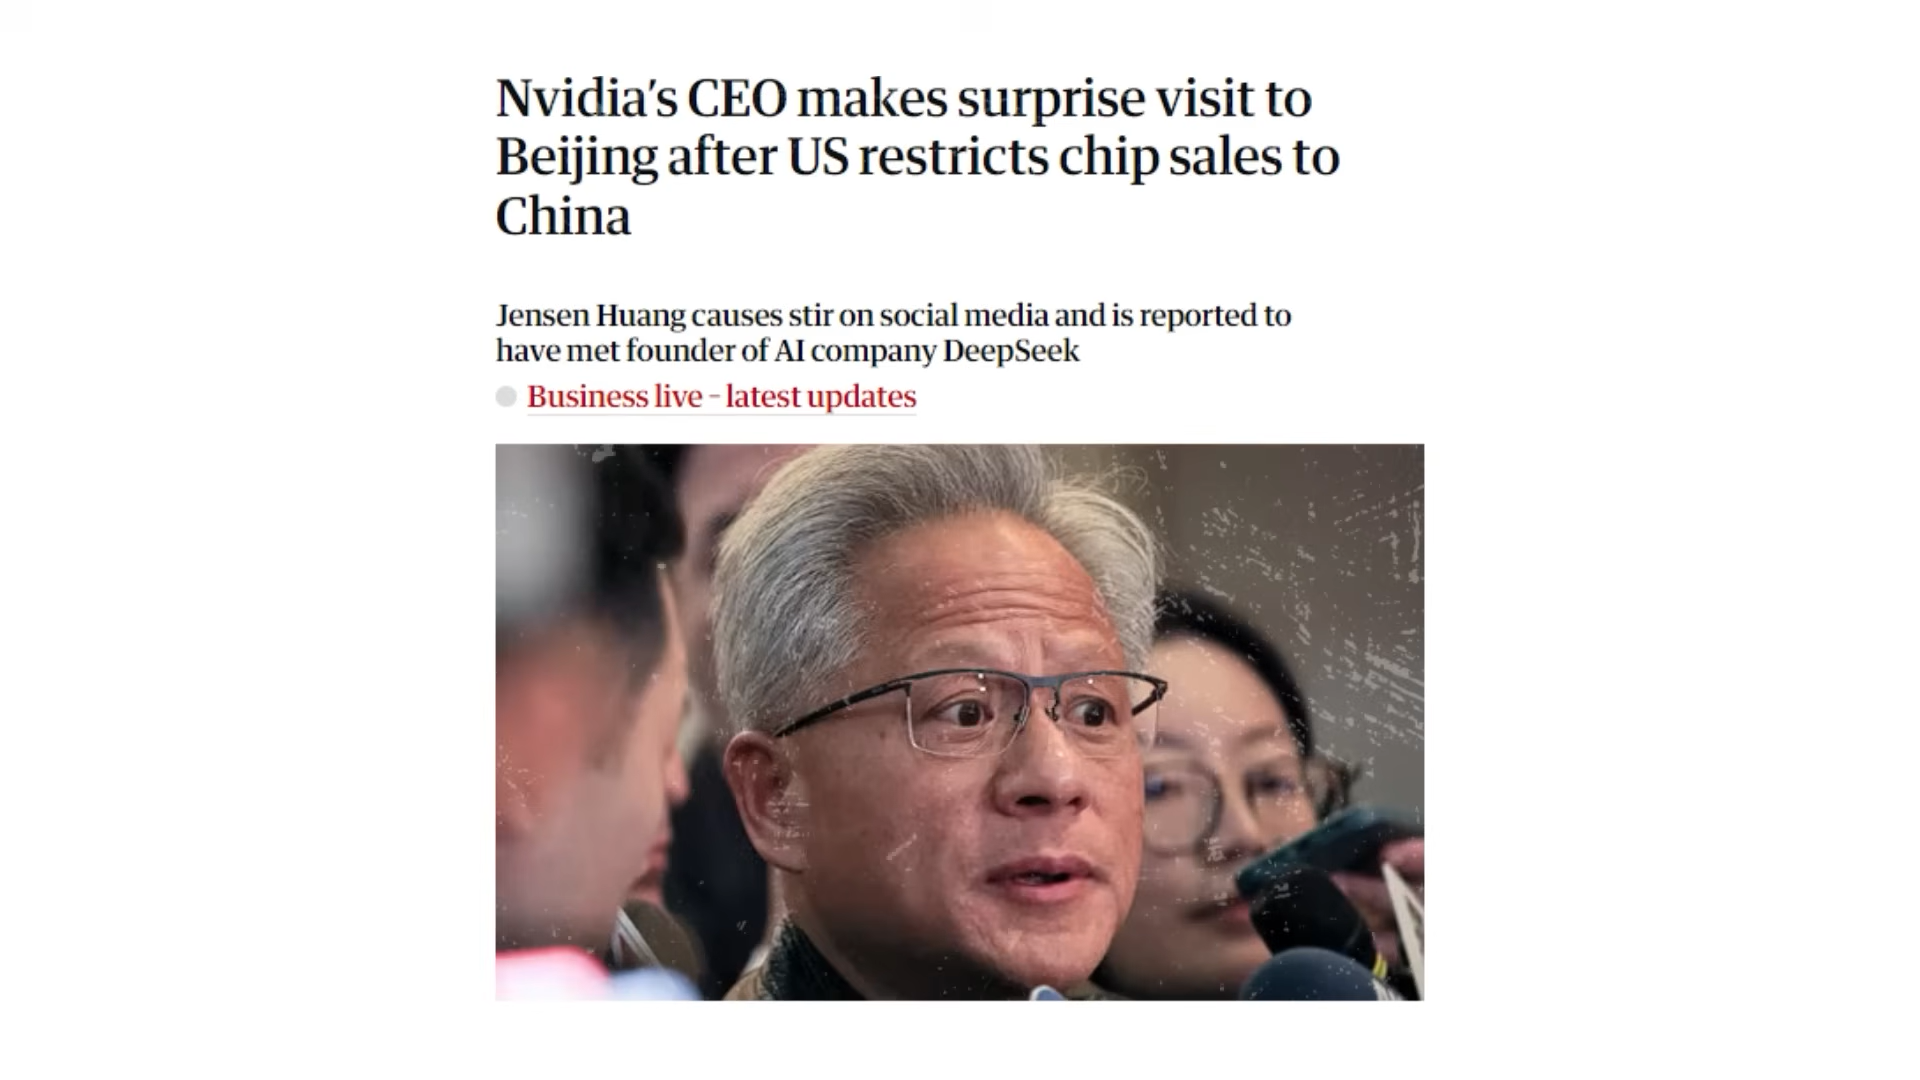 Nvidia’s CEO makes surprise visit to
Beijing after US restricts chip sales to
China
Jensen Huang causes stir on social media and is reported to
have met founder of AI company DeepSeek
Business live – latest updates